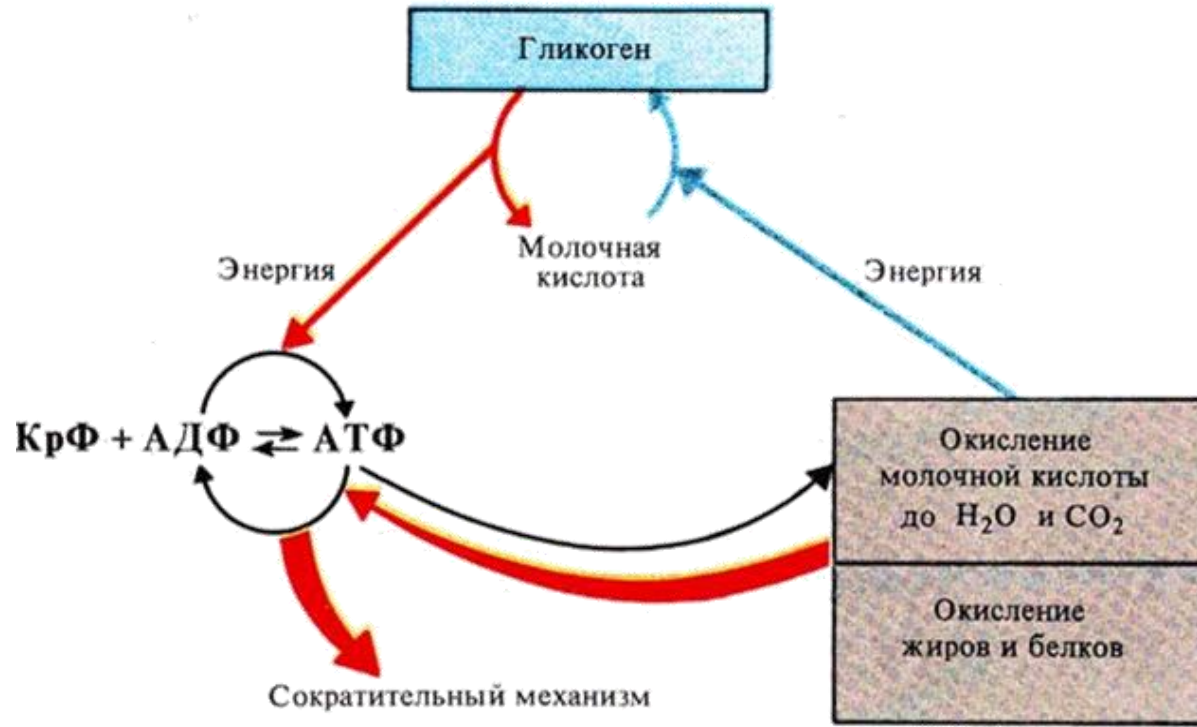 Гликоген
Молочная
кислота
Энергия
Энергия
КрФ + АДФ ⇄ АТФ
Окисление
молочной кислоты
до H₂O и CO₂
Окисление
жиров и белков
Сократительный механизм